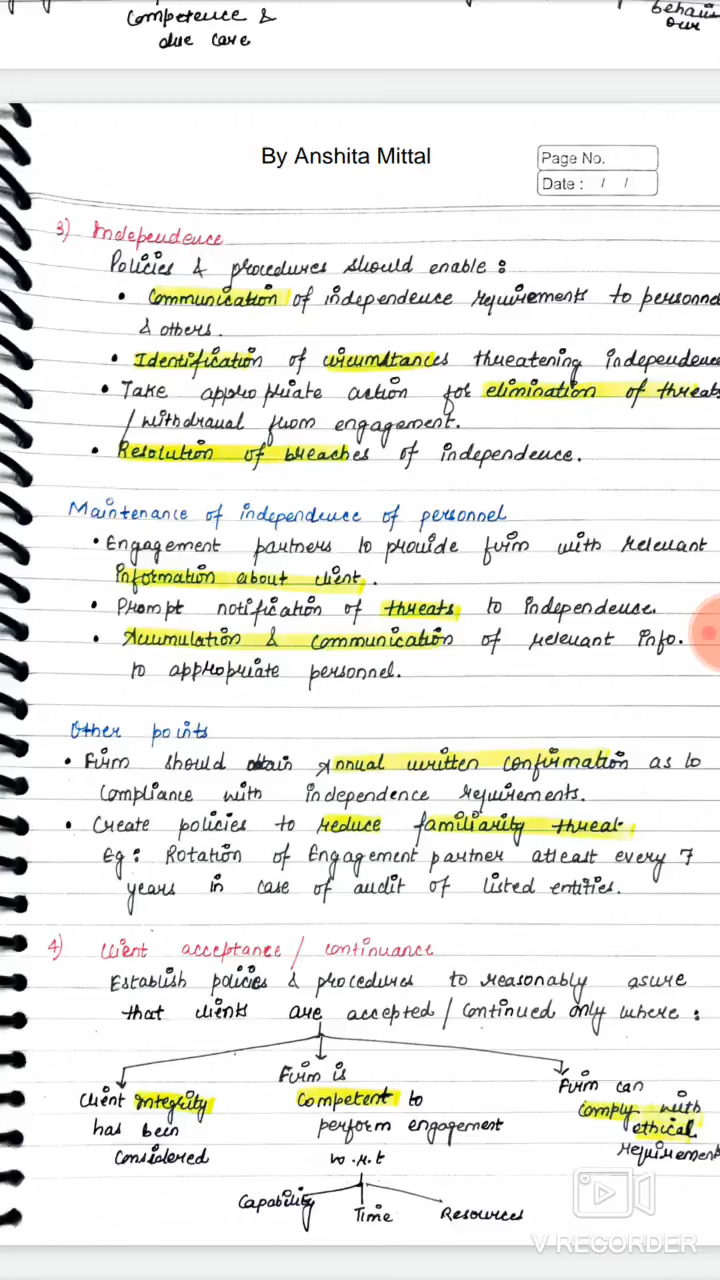 competence &
due care
behavi
our
By Anshita Mittal
Page No.
Date : / /
3) Independence
Policies & procedures should enable :
• Communication of independence requirements to personnel
& others.
• Identification of circumstances threatening independence
• Take appropriate action for elimination of threats
/ withdrawal from engagement.
• Resolution of breaches of independence.
Maintenance of independence of personnel
• Engagement partners to provide firm with relevant
information about client.
• Prompt notification of threats to independence.
• Accumulation & communication of relevant info.
to appropriate personnel.
Other points
• Firm should obtain annual written confirmation as to
compliance with independence requirements.
• Create policies to reduce familiarity threat.
Eg : Rotation of Engagement partner atleast every 7
years in case of audit of listed entities.
4) Client acceptance / continuance
Establish policies & procedures to reasonably asure
that clients are accepted / continued only where :
Client integrity
has been
considered
Firm is
competent to
perform engagement
w.r.t
Capability Time Resources
Firm can
comply with
ethical
requirement
V RECORDER